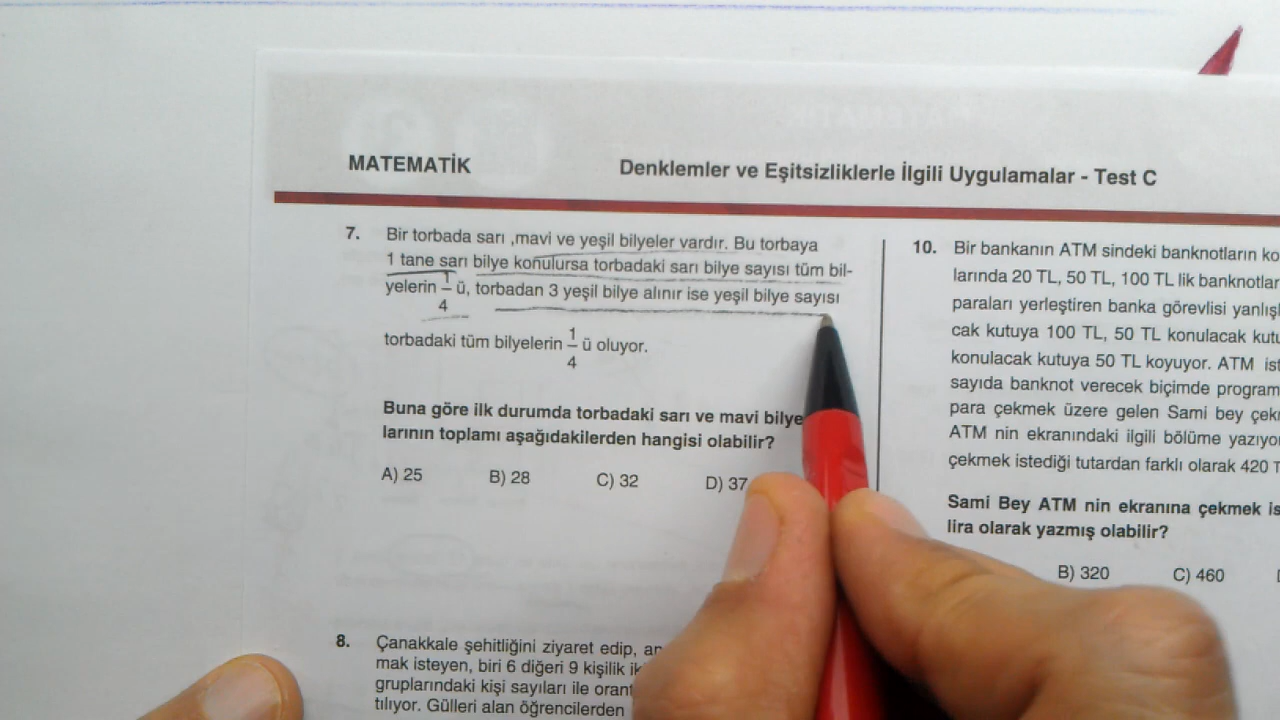 MATEMATİK
Denklemler ve Eşitsizliklerle İlgili Uygulamalar - Test C
7. Bir torbada sarı ,mavi ve yeşil bilyeler vardır. Bu torbaya
1 tane sarı bilye konulursa torbadaki sarı bilye sayısı tüm bil-
yelerin 1/4 ü, torbadan 3 yeşil bilye alınır ise yeşil bilye sayısı
torbadaki tüm bilyelerin 1/4 ü oluyor.
Buna göre ilk durumda torbadaki sarı ve mavi bilye
larının toplamı aşağıdakilerden hangisi olabilir?
A) 25 B) 28 C) 32 D) 37
8. Çanakkale şehitliğini ziyaret edip,
mak isteyen, biri 6 diğeri 9 kişilik
gruplarındaki kişi sayıları ile
tılıyor. Gülleri alan öğrencilerden
10. Bir bankanın ATM sindeki banknotların
larında 20 TL, 50 TL, 100 TL lik
paraları yerleştiren banka görevlisi
cak kutuya 100 TL, 50 TL konulacak
konulacak kutuya 50 TL koyuyor. ATM
sayıda banknot verecek biçimde
para çekmek üzere gelen Sami bey
ATM nin ekranındaki ilgili bölüme
çekmek istediği tutardan farklı olarak 420
Sami Bey ATM nin ekranına çekmek
lira olarak yazmış olabilir?
B) 320 C) 460